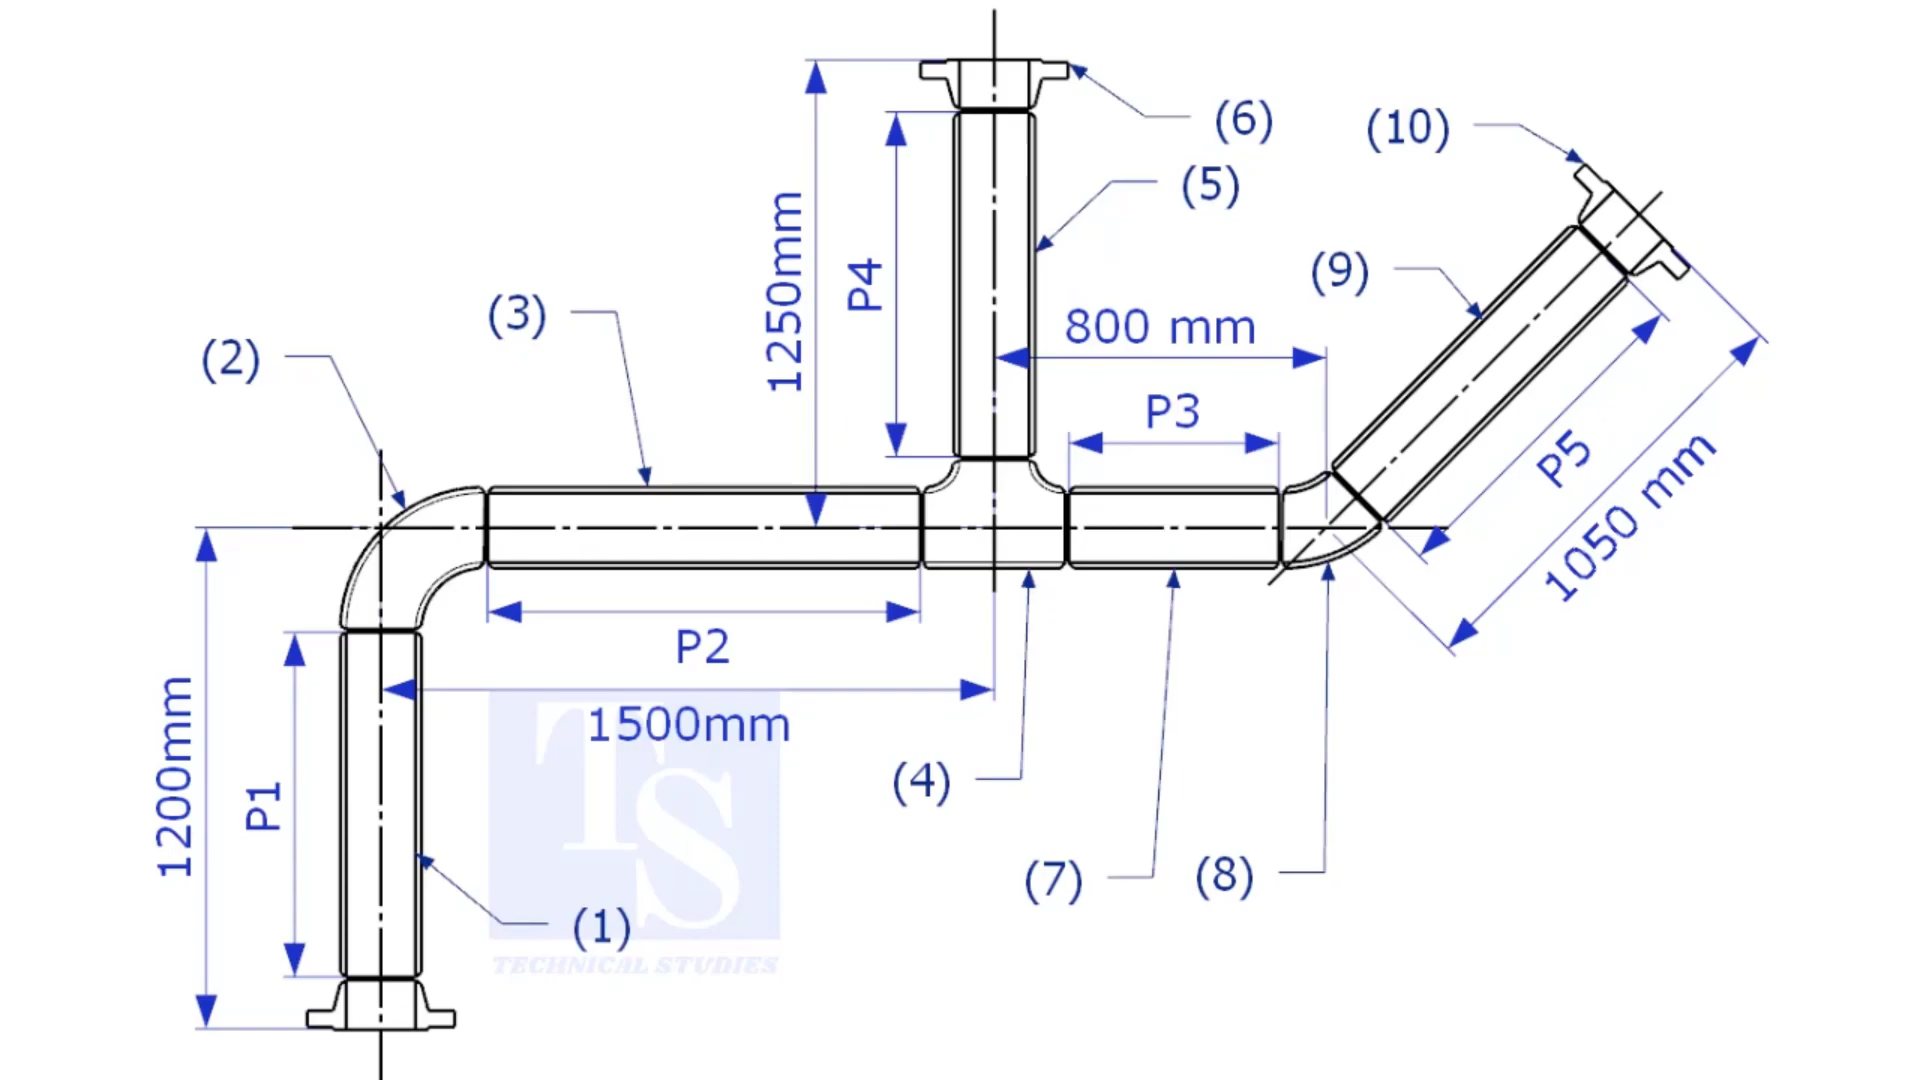 (6)
(10)
(5)
1250mm
P4
(9)
(3)
800 mm
(2)
P3
P5
1050 mm
P2
1500mm
1200mm
P1
(4)
(7)
(8)
(1)
TS
TECHNICAL STUDIES